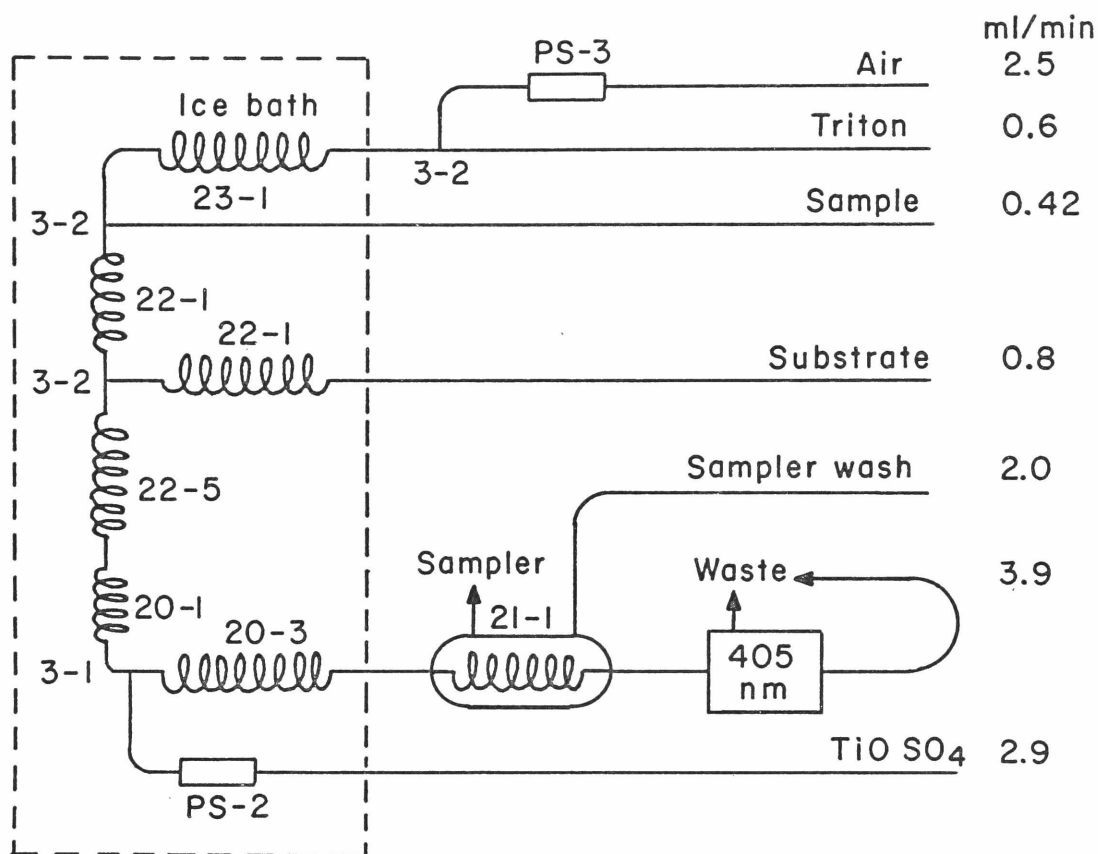 ml/min
PS-3
Air 2.5
Ice bath
Triton 0.6
3-2
23-1
Sample 0.42
3-2
22-1
22-1
Substrate 0.8
3-2
Sampler wash 2.0
22-5
Sampler
Waste 3.9
20-1
21-1
20-3
3-1
405
nm
TiO SO4 2.9
PS-2